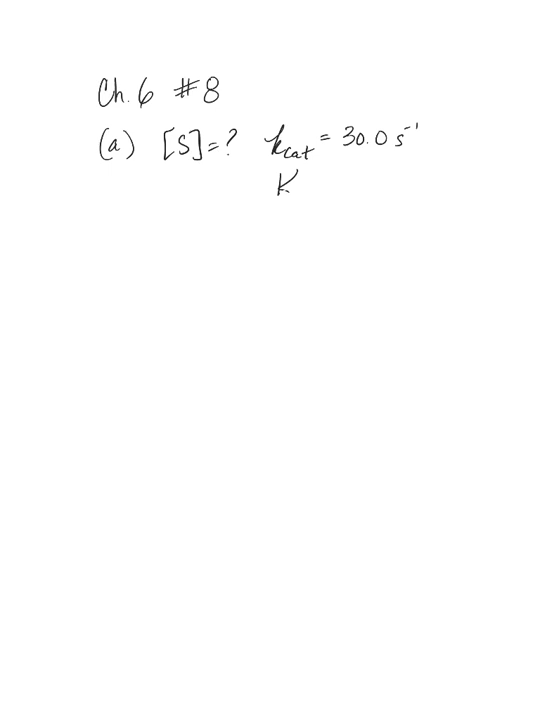 Ch. 6 #8
(a) [S]=? kcat = 30.0 s⁻¹
K